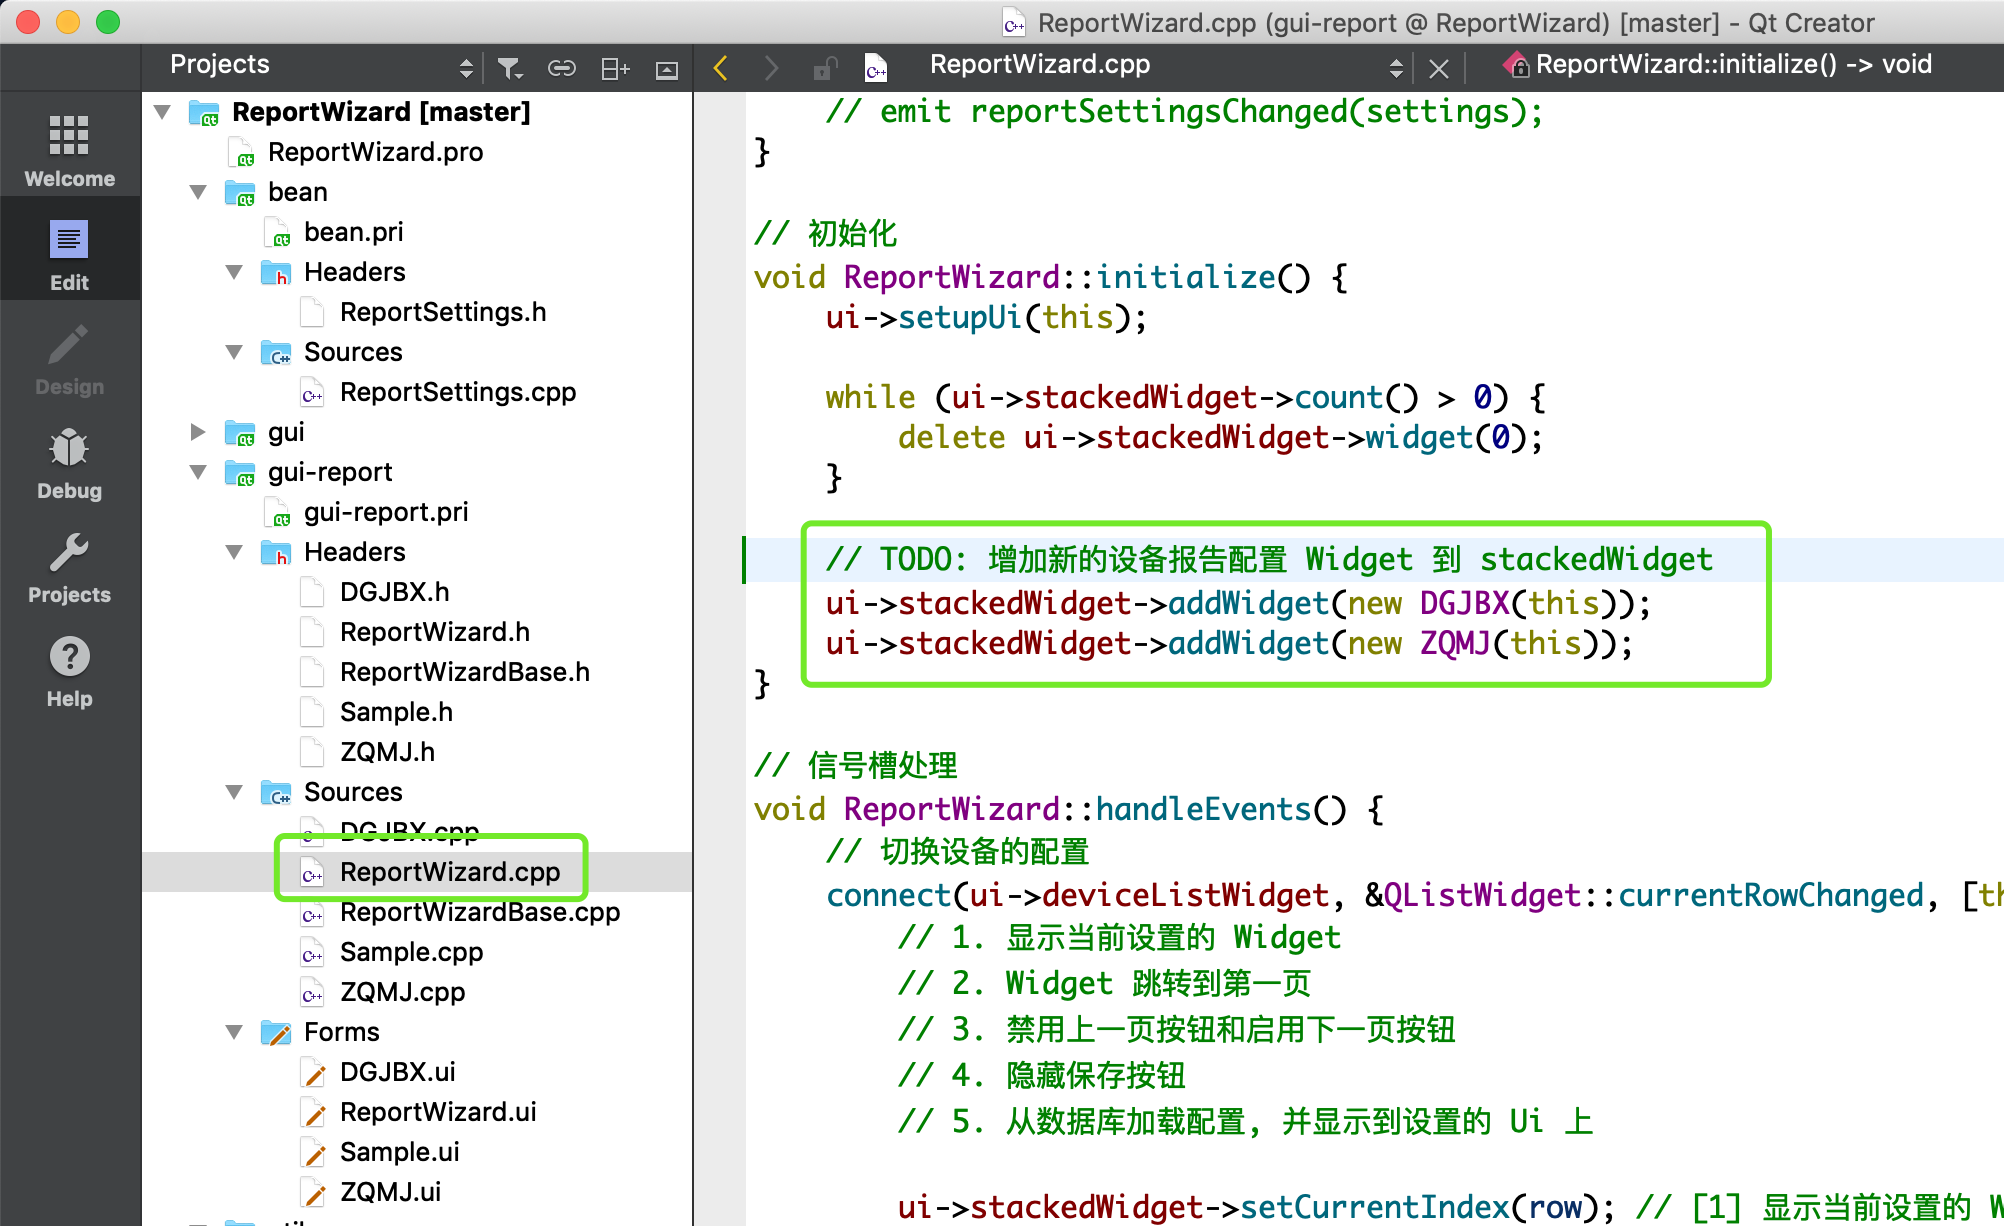 ReportWizard.cpp (gui-report @ ReportWizard) [master] - Qt Creator
Projects
ReportWizard.cpp
ReportWizard::initialize() -> void
Welcome
Edit
Design
Debug
Projects
Help
ReportWizard [master]
ReportWizard.pro
bean
bean.pri
Headers
ReportSettings.h
Sources
ReportSettings.cpp
gui
gui-report
gui-report.pri
Headers
DGJBX.h
ReportWizard.h
ReportWizardBase.h
Sample.h
ZQMJ.h
Sources
DGJBX.cpp
ReportWizard.cpp
ReportWizardBase.cpp
Sample.cpp
ZQMJ.cpp
Forms
DGJBX.ui
ReportWizard.ui
Sample.ui
ZQMJ.ui
// emit reportSettingsChanged(settings);
}
// 初始化
void ReportWizard::initialize() {
ui->setupUi(this);
while (ui->stackedWidget->count() > 0) {
delete ui->stackedWidget->widget(0);
}
// TODO: 增加新的设备报告配置 Widget 到 stackedWidget
ui->stackedWidget->addWidget(new DGJBX(this));
ui->stackedWidget->addWidget(new ZQMJ(this));
}
// 信号槽处理
void ReportWizard::handleEvents() {
// 切换设备的配置
connect(ui->deviceListWidget, &QListWidget::currentRowChanged, [th
// 1. 显示当前设置的 Widget
// 2. Widget 跳转到第一页
// 3. 禁用上一页按钮和启用下一页按钮
// 4. 隐藏保存按钮
// 5. 从数据库加载配置, 并显示到设置的 Ui 上
ui->stackedWidget->setCurrentIndex(row); // [1] 显示当前设置的 W